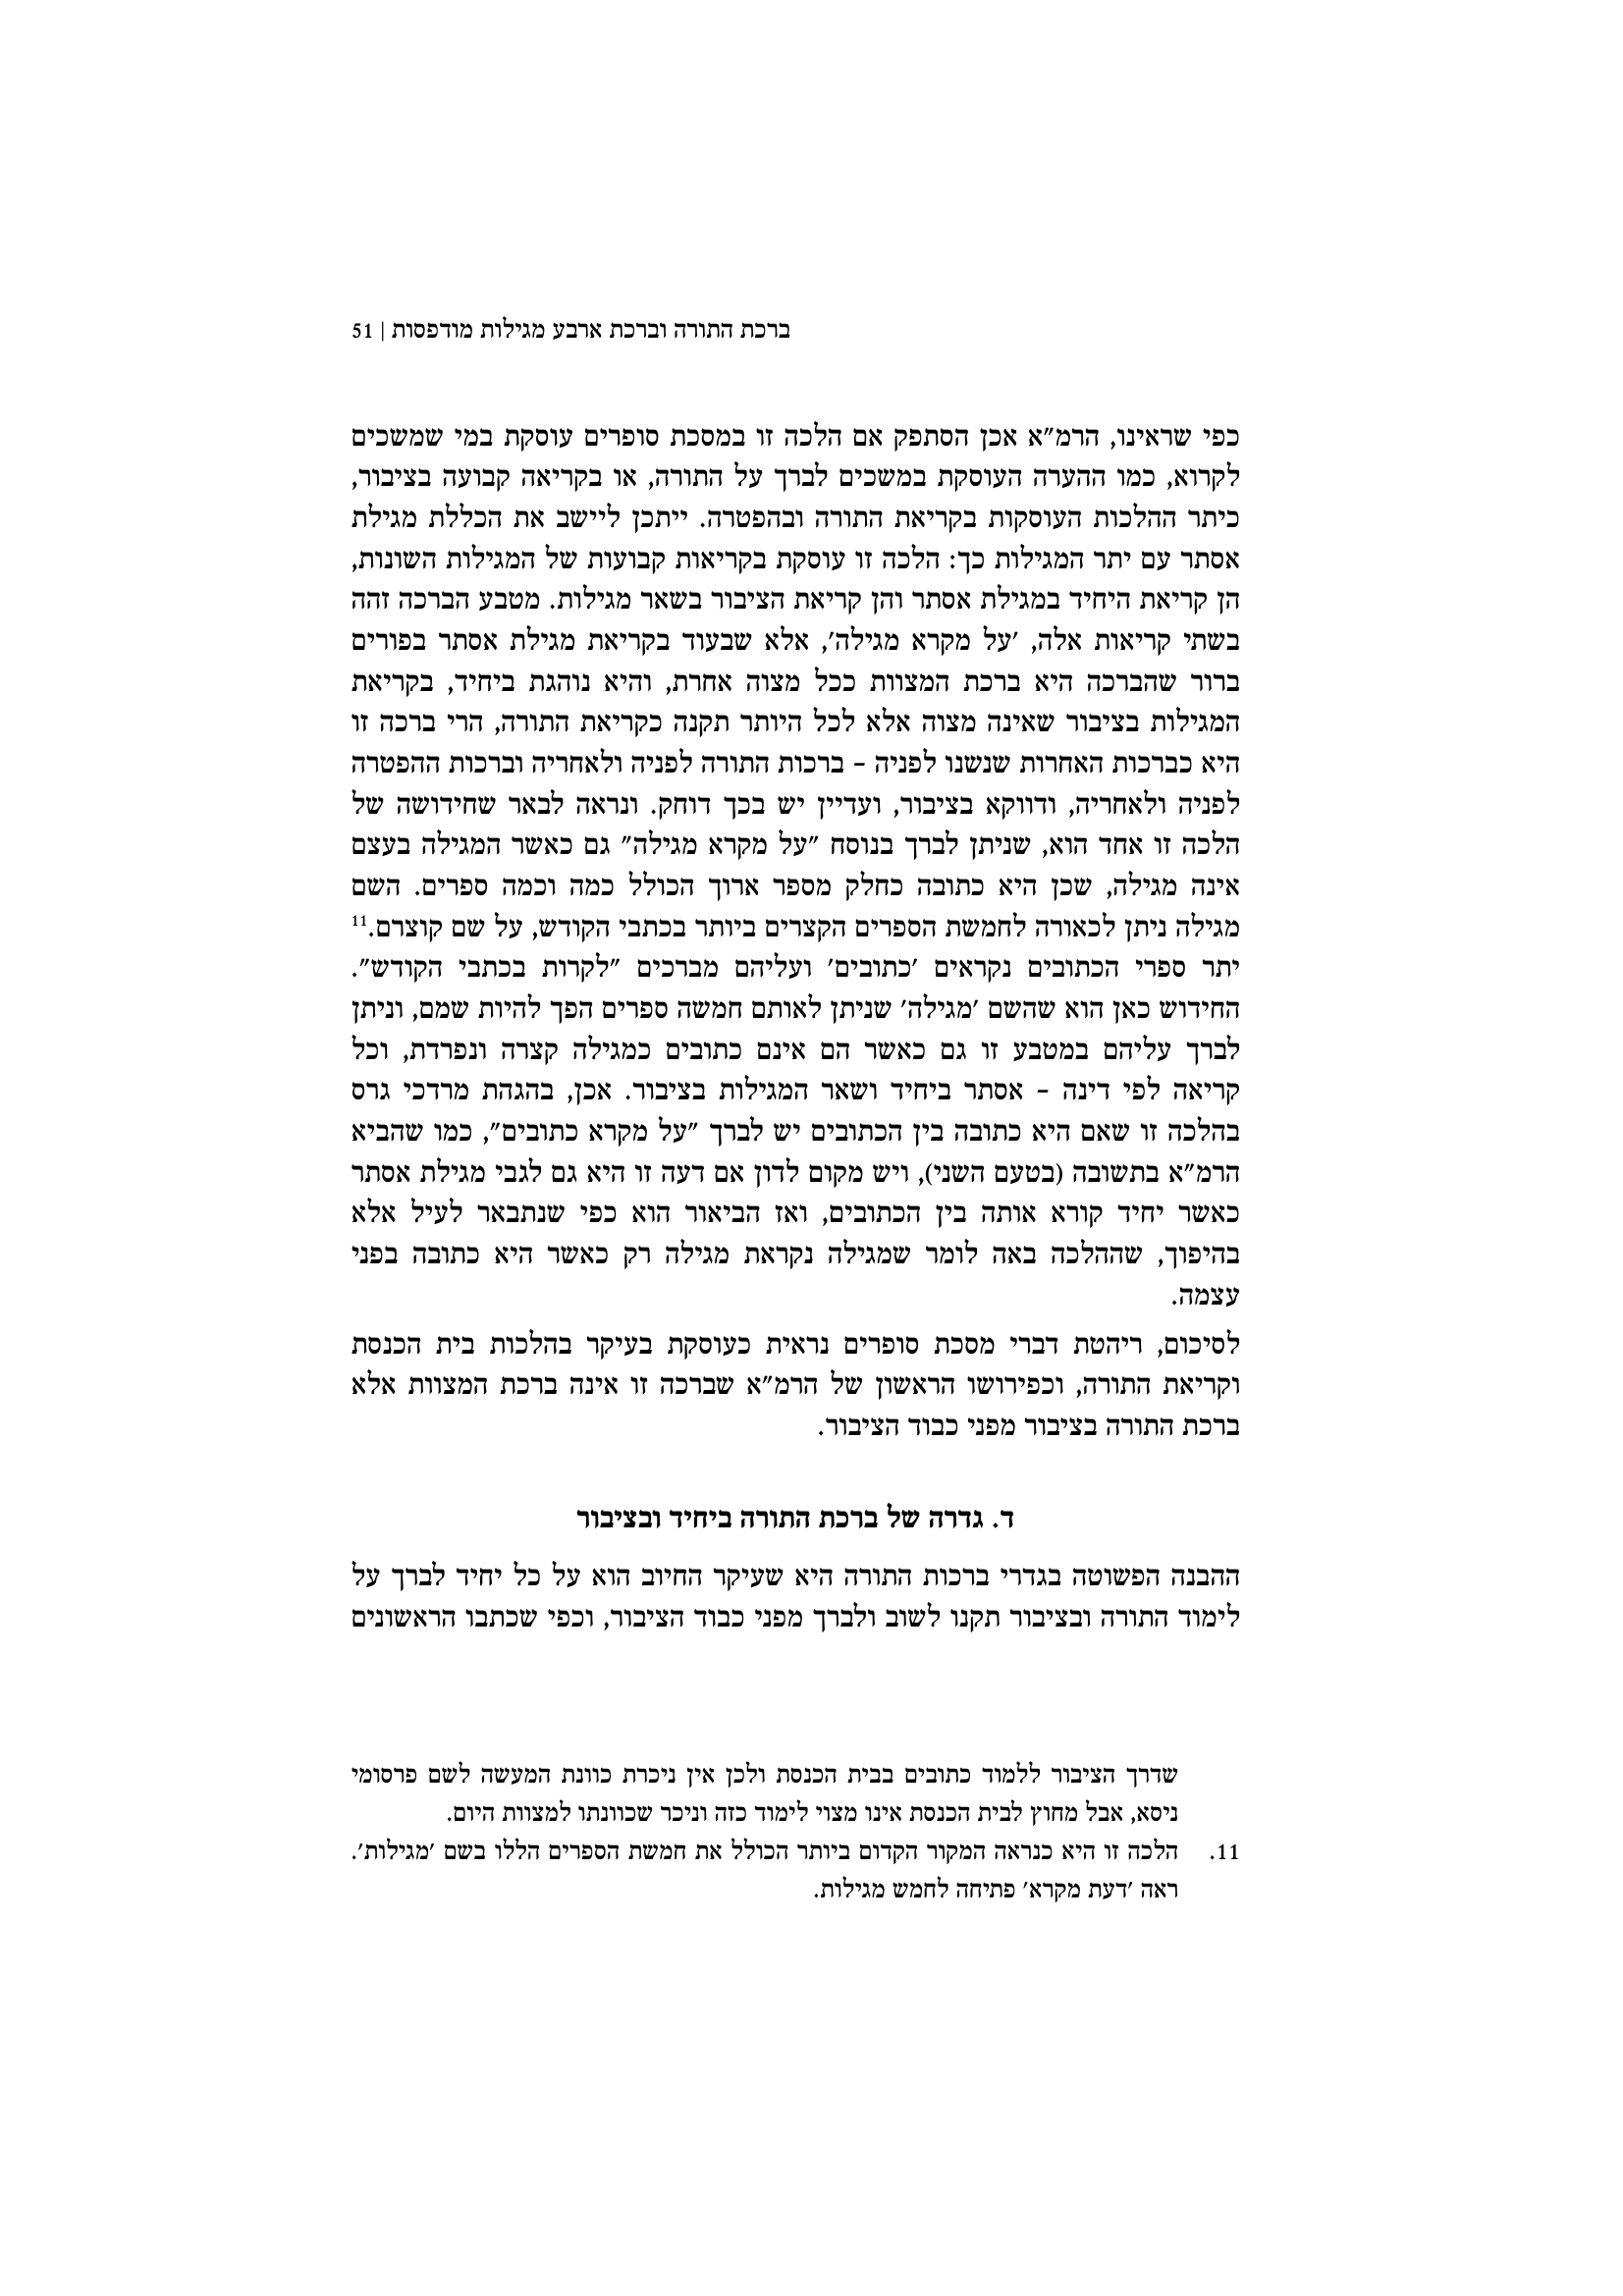 ברכת התורה וברכת ארבע מגילות מודפסות | 51
כפי שראינו, הרמ״א אכן הסתפק אם הלכה זו במסכת סופרים עוסקת במי שמשכים
לקרוא, כמו ההערה העוסקת במשכים לברך על התורה, או בקריאה קבועה בציבור,
כיתר ההלכות העוסקות בקריאת התורה ובהפטרה. ייתכן ליישב את הכללת מגילת
אסתר עם יתר המגילות כך: הלכה זו עוסקת בקריאות קבועות של המגילות השונות,
הן קריאת היחיד במגילת אסתר והן קריאת הציבור בשאר מגילות. מטבע הברכה זהה
בשתי קריאות אלה, ׳על מקרא מגילה׳, אלא שבעוד בקריאת מגילת אסתר בפורים
ברור שהברכה היא ברכת המצוות ככל מצוה אחרת, והיא נוהגת ביחיד, בקריאת
המגילות בציבור שאינה מצוה אלא לכל היותר תקנה כקריאת התורה, הרי ברכה זו
היא כברכות האחרות שנשנו לפניה – ברכות התורה לפניה ולאחריה וברכות ההפטרה
לפניה ולאחריה, ודווקא בציבור, ועדיין יש בכך דוחק. ונראה לבאר שחידושה של
הלכה זו אחד הוא, שניתן לברך בנוסח ״על מקרא מגילה״ גם כאשר המגילה בעצם
אינה מגילה, שכן היא כתובה כחלק מספר ארוך הכולל כמה וכמה ספרים. השם
מגילה ניתן לכאורה לחמשת הספרים הקצרים ביותר בכתבי הקודש, על שם קוצרם.11
יתר ספרי הכתובים נקראים ׳כתובים׳ ועליהם מברכים ״לקרות בכתבי הקודש״.
החידוש כאן הוא שהשם ׳מגילה׳ שניתן לאותם חמשה ספרים הפך להיות שמם, וניתן
לברך עליהם במטבע זו גם כאשר הם אינם כתובים כמגילה קצרה ונפרדת, וכל
קריאה לפי דינה – אסתר ביחיד ושאר המגילות בציבור. אכן, בהגהת מרדכי גרס
בהלכה זו שאם היא כתובה בין הכתובים יש לברך ״על מקרא כתובים״, כמו שהביא
הרמ״א בתשובה (בטעם השני), ויש מקום לדון אם דעה זו היא גם לגבי מגילת אסתר
כאשר יחיד קורא אותה בין הכתובים, ואז הביאור הוא כפי שנתבאר לעיל אלא
בהיפוך, שההלכה באה לומר שמגילה נקראת מגילה רק כאשר היא כתובה בפני
עצמה.
לסיכום, ריהטת דברי מסכת סופרים נראית כעוסקת בעיקר בהלכות בית הכנסת
וקריאת התורה, וכפירושו הראשון של הרמ״א שברכה זו אינה ברכת המצוות אלא
ברכת התורה בציבור מפני כבוד הציבור.
ד. גדרה של ברכת התורה ביחיד ובציבור
ההבנה הפשוטה בגדרי ברכות התורה היא שעיקר החיוב הוא על כל יחיד לברך על
לימוד התורה ובציבור תקנו לשוב ולברך מפני כבוד הציבור, וכפי שכתבו הראשונים
שדרך הציבור ללמוד כתובים בבית הכנסת ולכן אין ניכרת כוונת המעשה לשם פרסומי
ניסא, אבל מחוץ לבית הכנסת אינו מצוי לימוד כזה וניכר שכוונתו למצוות היום.
11. הלכה זו היא כנראה המקור הקדום ביותר הכולל את חמשת הספרים הללו בשם ׳מגילות׳.
ראה ׳דעת מקרא׳ פתיחה לחמש מגילות.